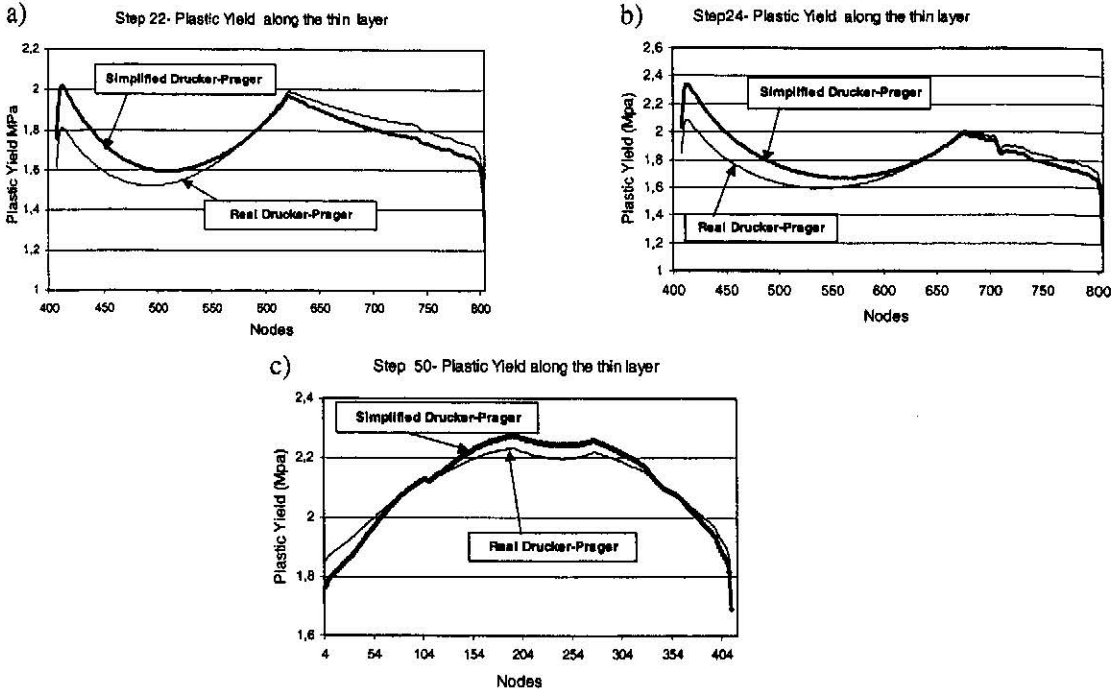 a)
Step 22- Plastic Yield along the thin layer
Plastic Yield MPa
2,2
2
1,8
1,6
1,4
1,2
1
Simplified Drucker-Prager
Real Drucker-Prager
400 450 500 550 600 650 700 750 800
Nodes
b)
Step24- Plastic Yield along the thin layer
Plastic Yield (Mpa)
2,6
2,4
2,2
2
1,8
1,6
1,4
1,2
1
Simplified Drucker-Prager
Real Drucker-Prager
400 450 500 550 600 650 700 750 800
Nodes
c)
Step 50- Plastic Yield along the thin layer
Plastic Yield (Mpa)
2,4
2,2
2
1,8
1,6
Simplified Drucker-Prager
Real Drucker-Prager
4 54 104 154 204 254 304 354 404
Nodes